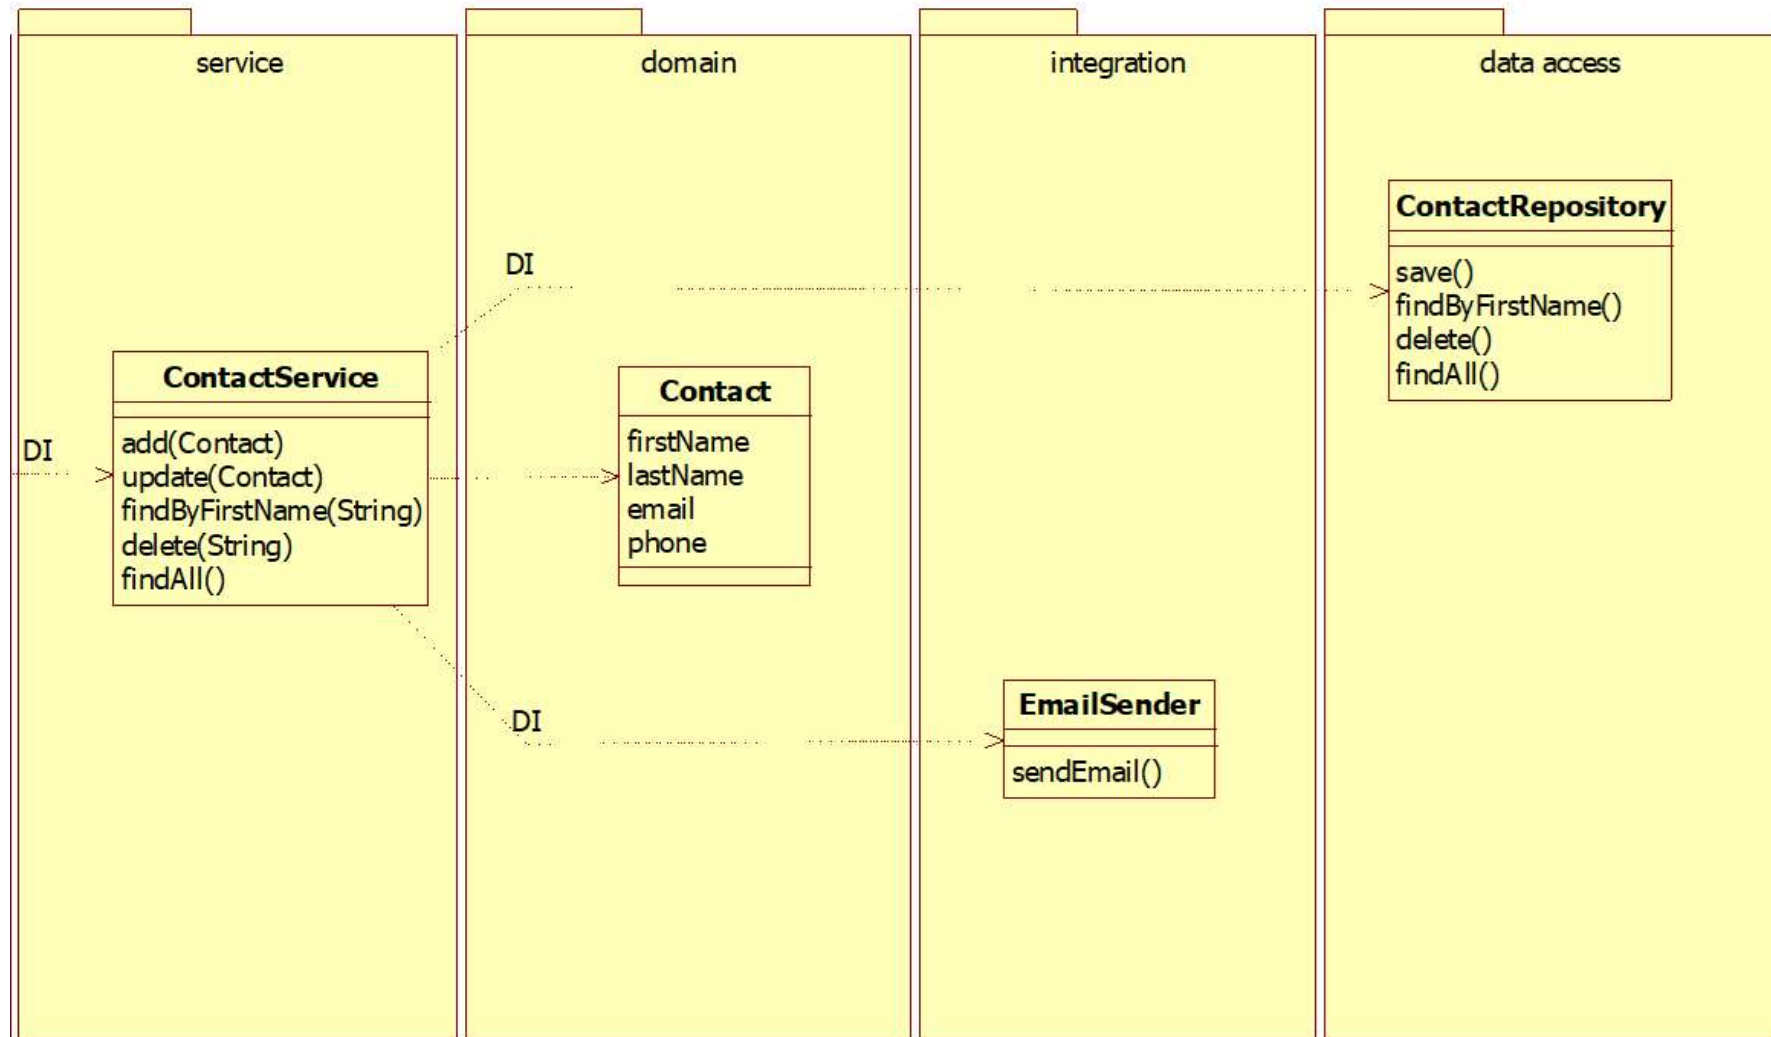 service
domain
integration
data access
DI
ContactService
add(Contact)
update(Contact)
findByFirstName(String)
delete(String)
findAll()
DI
Contact
firstName
lastName
email
phone
DI
EmailSender
sendEmail()
ContactRepository
save()
findByFirstName()
delete()
findAll()